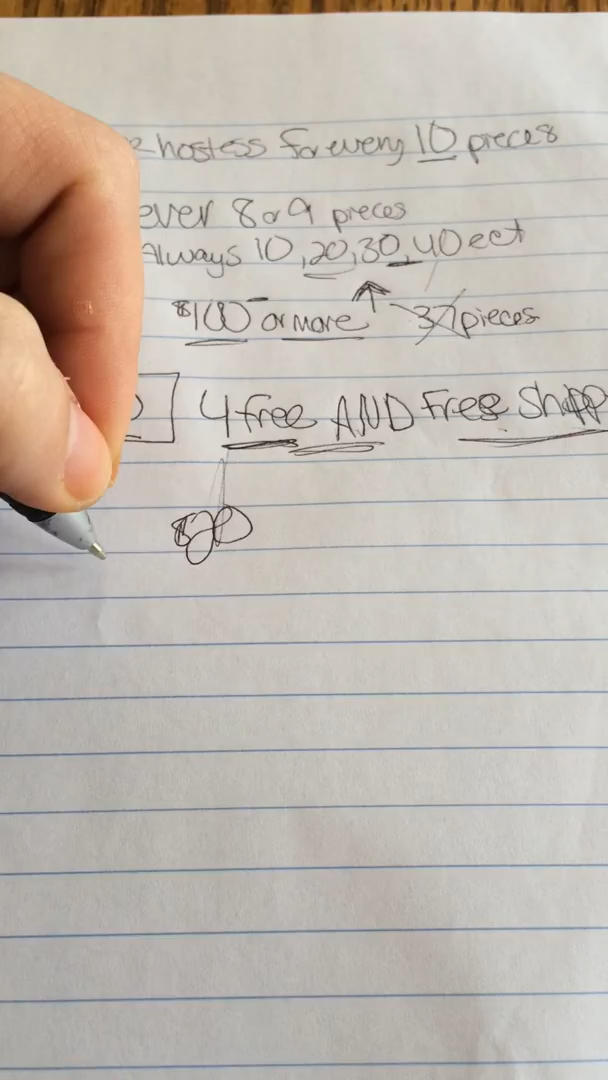 hostess for every 10 pieces
ever 8 or 9 pieces
Always 10, 20, 30, 40 ect
$100 or more 37 pieces
4 free AND Free Shipp